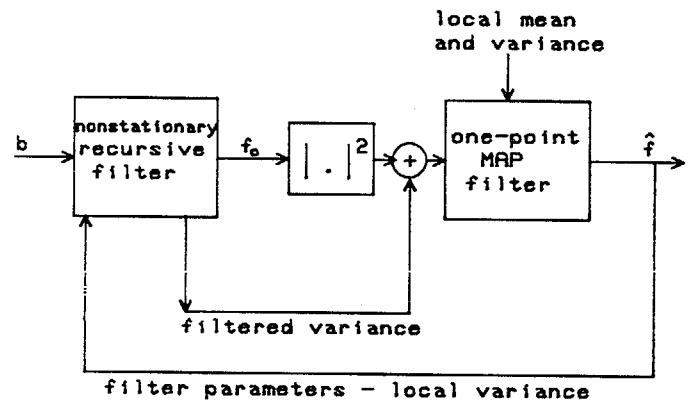 local mean
and variance
b
nonstationary
recursive
filter
f₀
| . |²
+
one-point
MAP
filter
f̂
filtered variance
filter parameters - local variance